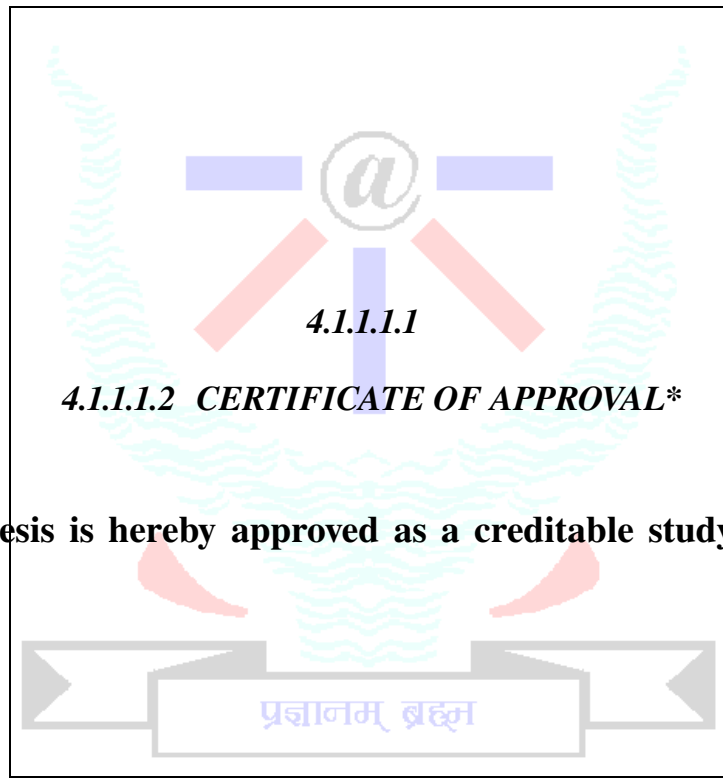 @
4.1.1.1.1
4.1.1.1.2 CERTIFICATE OF APPROVAL*
esis is hereby approved as a creditable study
प्रज्ञानम् ब्रह्म